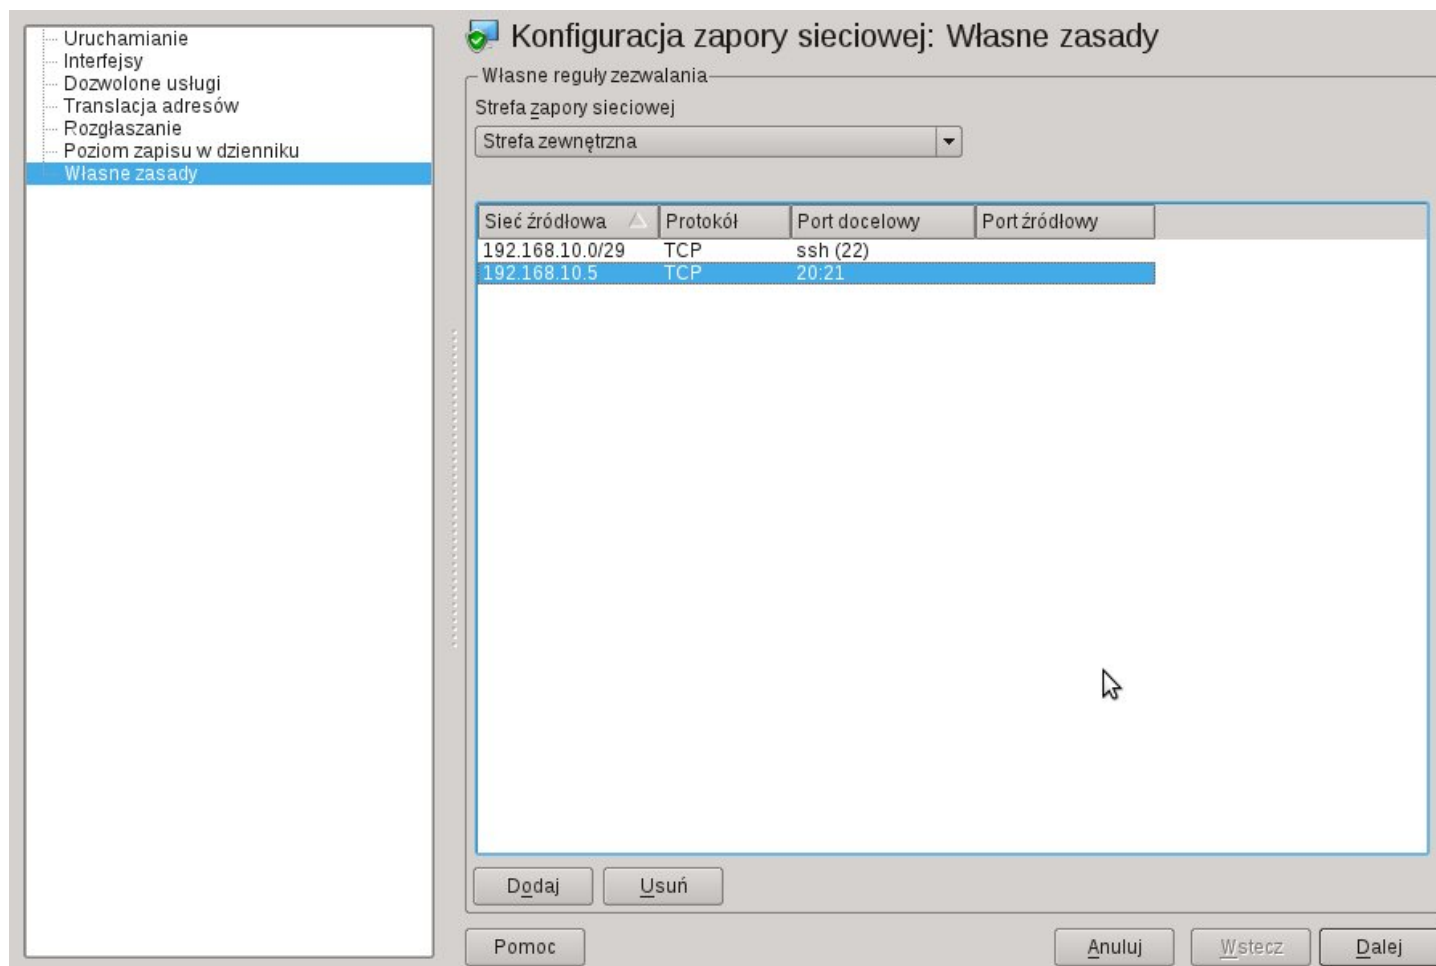 Uruchamianie
Interfejsy
Dozwolone usługi
Translacja adresów
Rozgłaszanie
Poziom zapisu w dzienniku
Własne zasady
Konfiguracja zapory sieciowej: Własne zasady
Własne reguły zezwalania
Strefa zapory sieciowej
Strefa zewnętrzna
Sieć źródłowa Protokół Port docelowy Port źródłowy
192.168.10.0/29 TCP ssh (22)
192.168.10.5 TCP 20:21
Dodaj Usuń
Pomoc Anuluj Wstecz Dalej